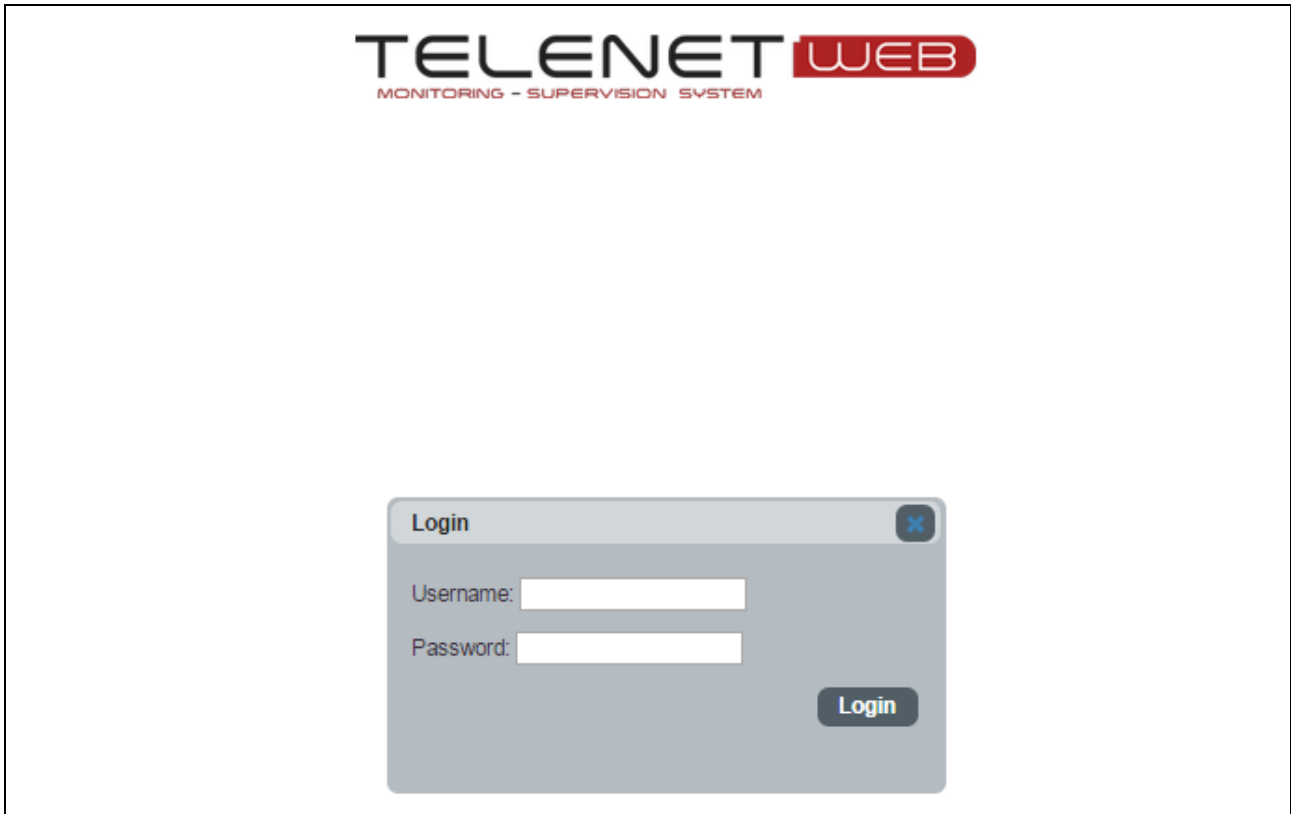 TELENET WEB
MONITORING - SUPERVISION SYSTEM
Login
Username:
Password:
Login